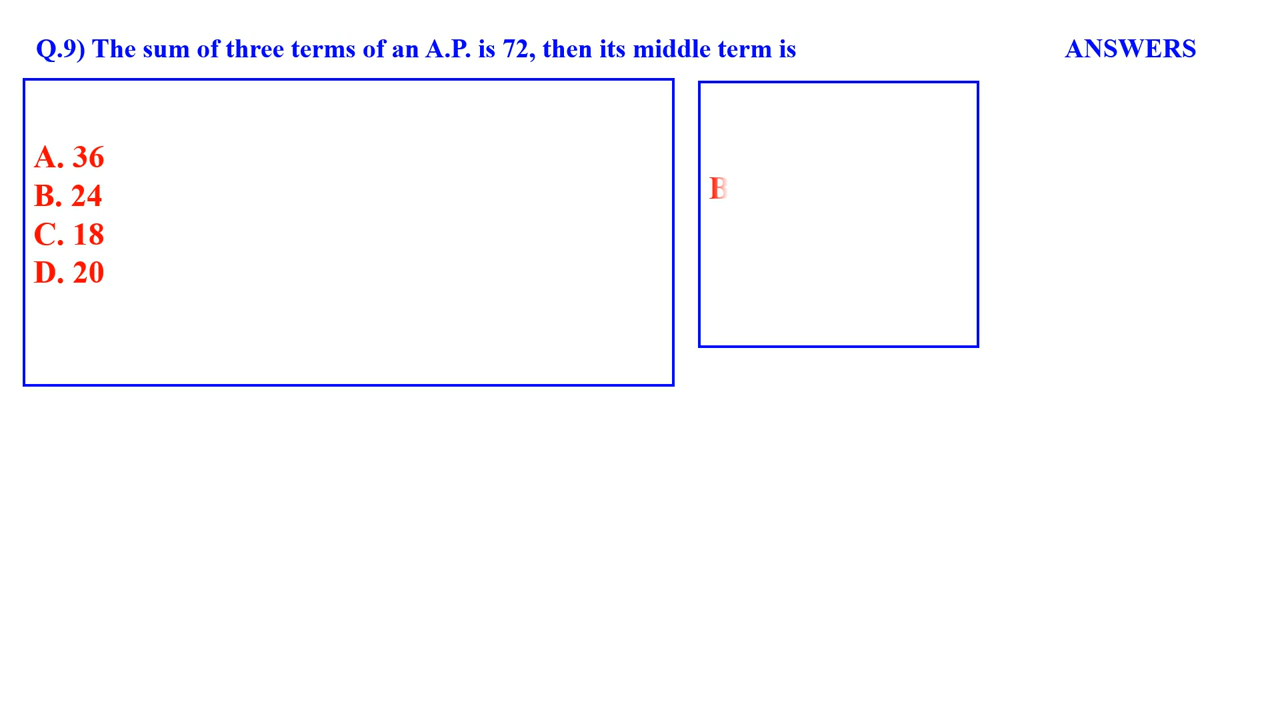 Q.9) The sum of three terms of an A.P. is 72, then its middle term is
ANSWERS
A. 36
B. 24
C. 18
D. 20
B